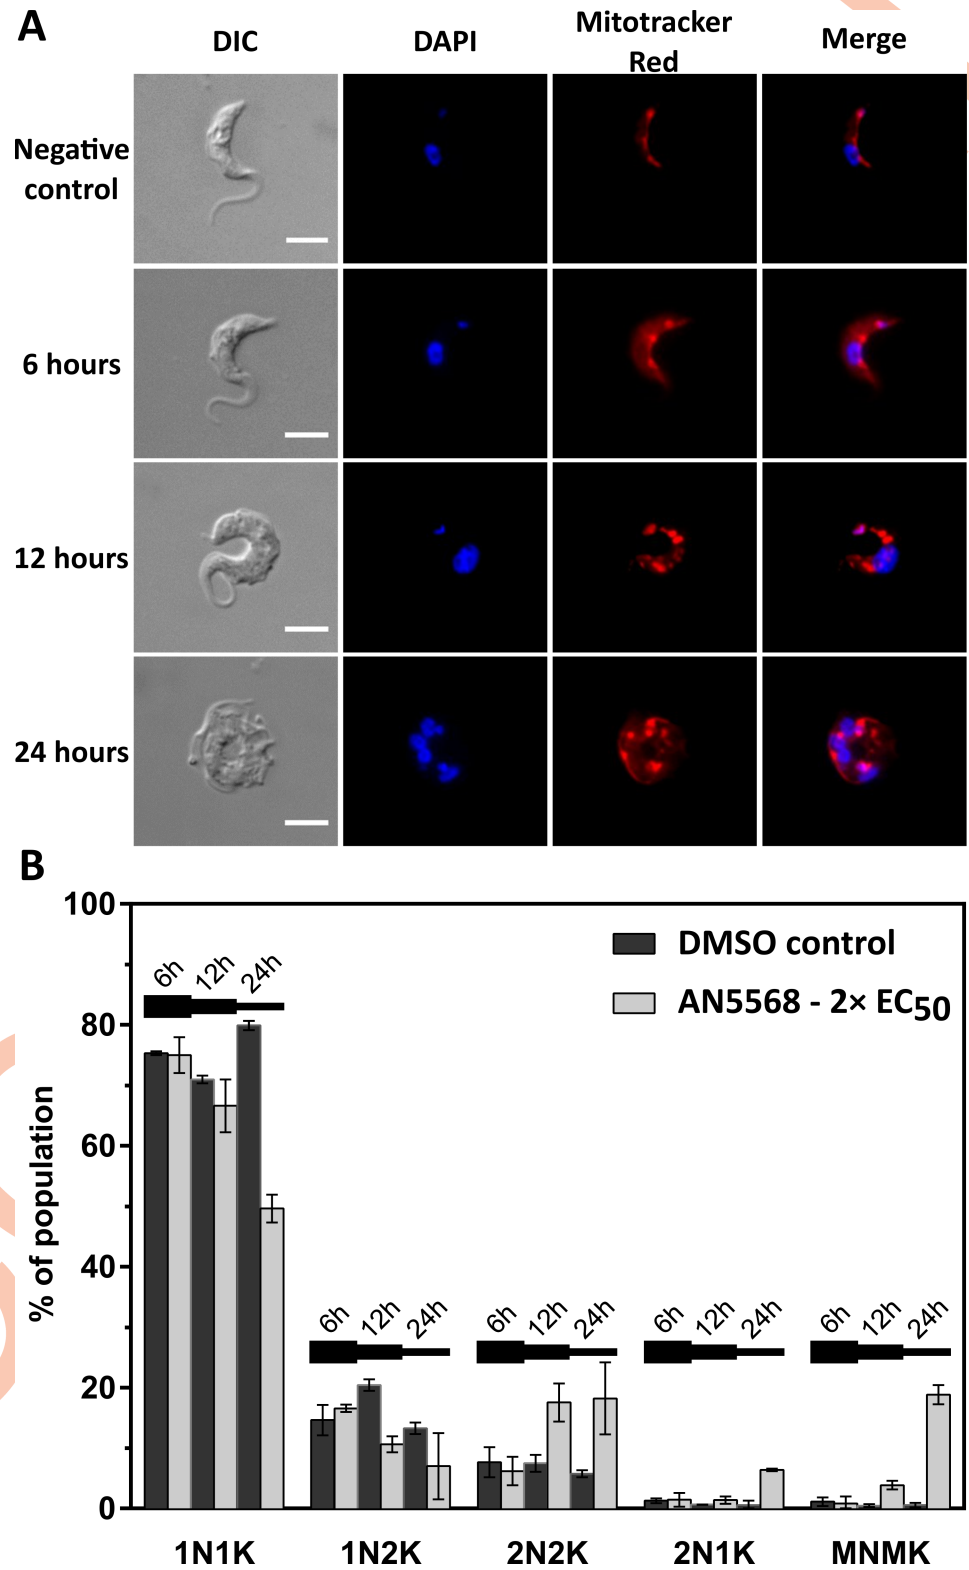 A
DIC
DAPI
Mitotracker
Red
Merge
Negative
control
6 hours
12 hours
24 hours
B
100
80
60
40
20
0
% of population
DMSO control
AN5568 - 2× EC50
6h 12h 24h
6h 12h 24h
6h 12h 24h
6h 12h 24h
6h 12h 24h
1N1K 1N2K 2N2K 2N1K MNMK